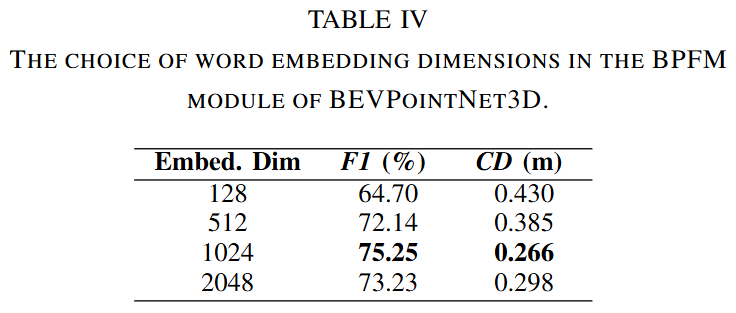 TABLE IV
THE CHOICE OF WORD EMBEDDING DIMENSIONS IN THE BPFM
MODULE OF BEVPOINTNET3D.
Embed. Dim F1 (%) CD (m)
128 64.70 0.430
512 72.14 0.385
1024 75.25 0.266
2048 73.23 0.298